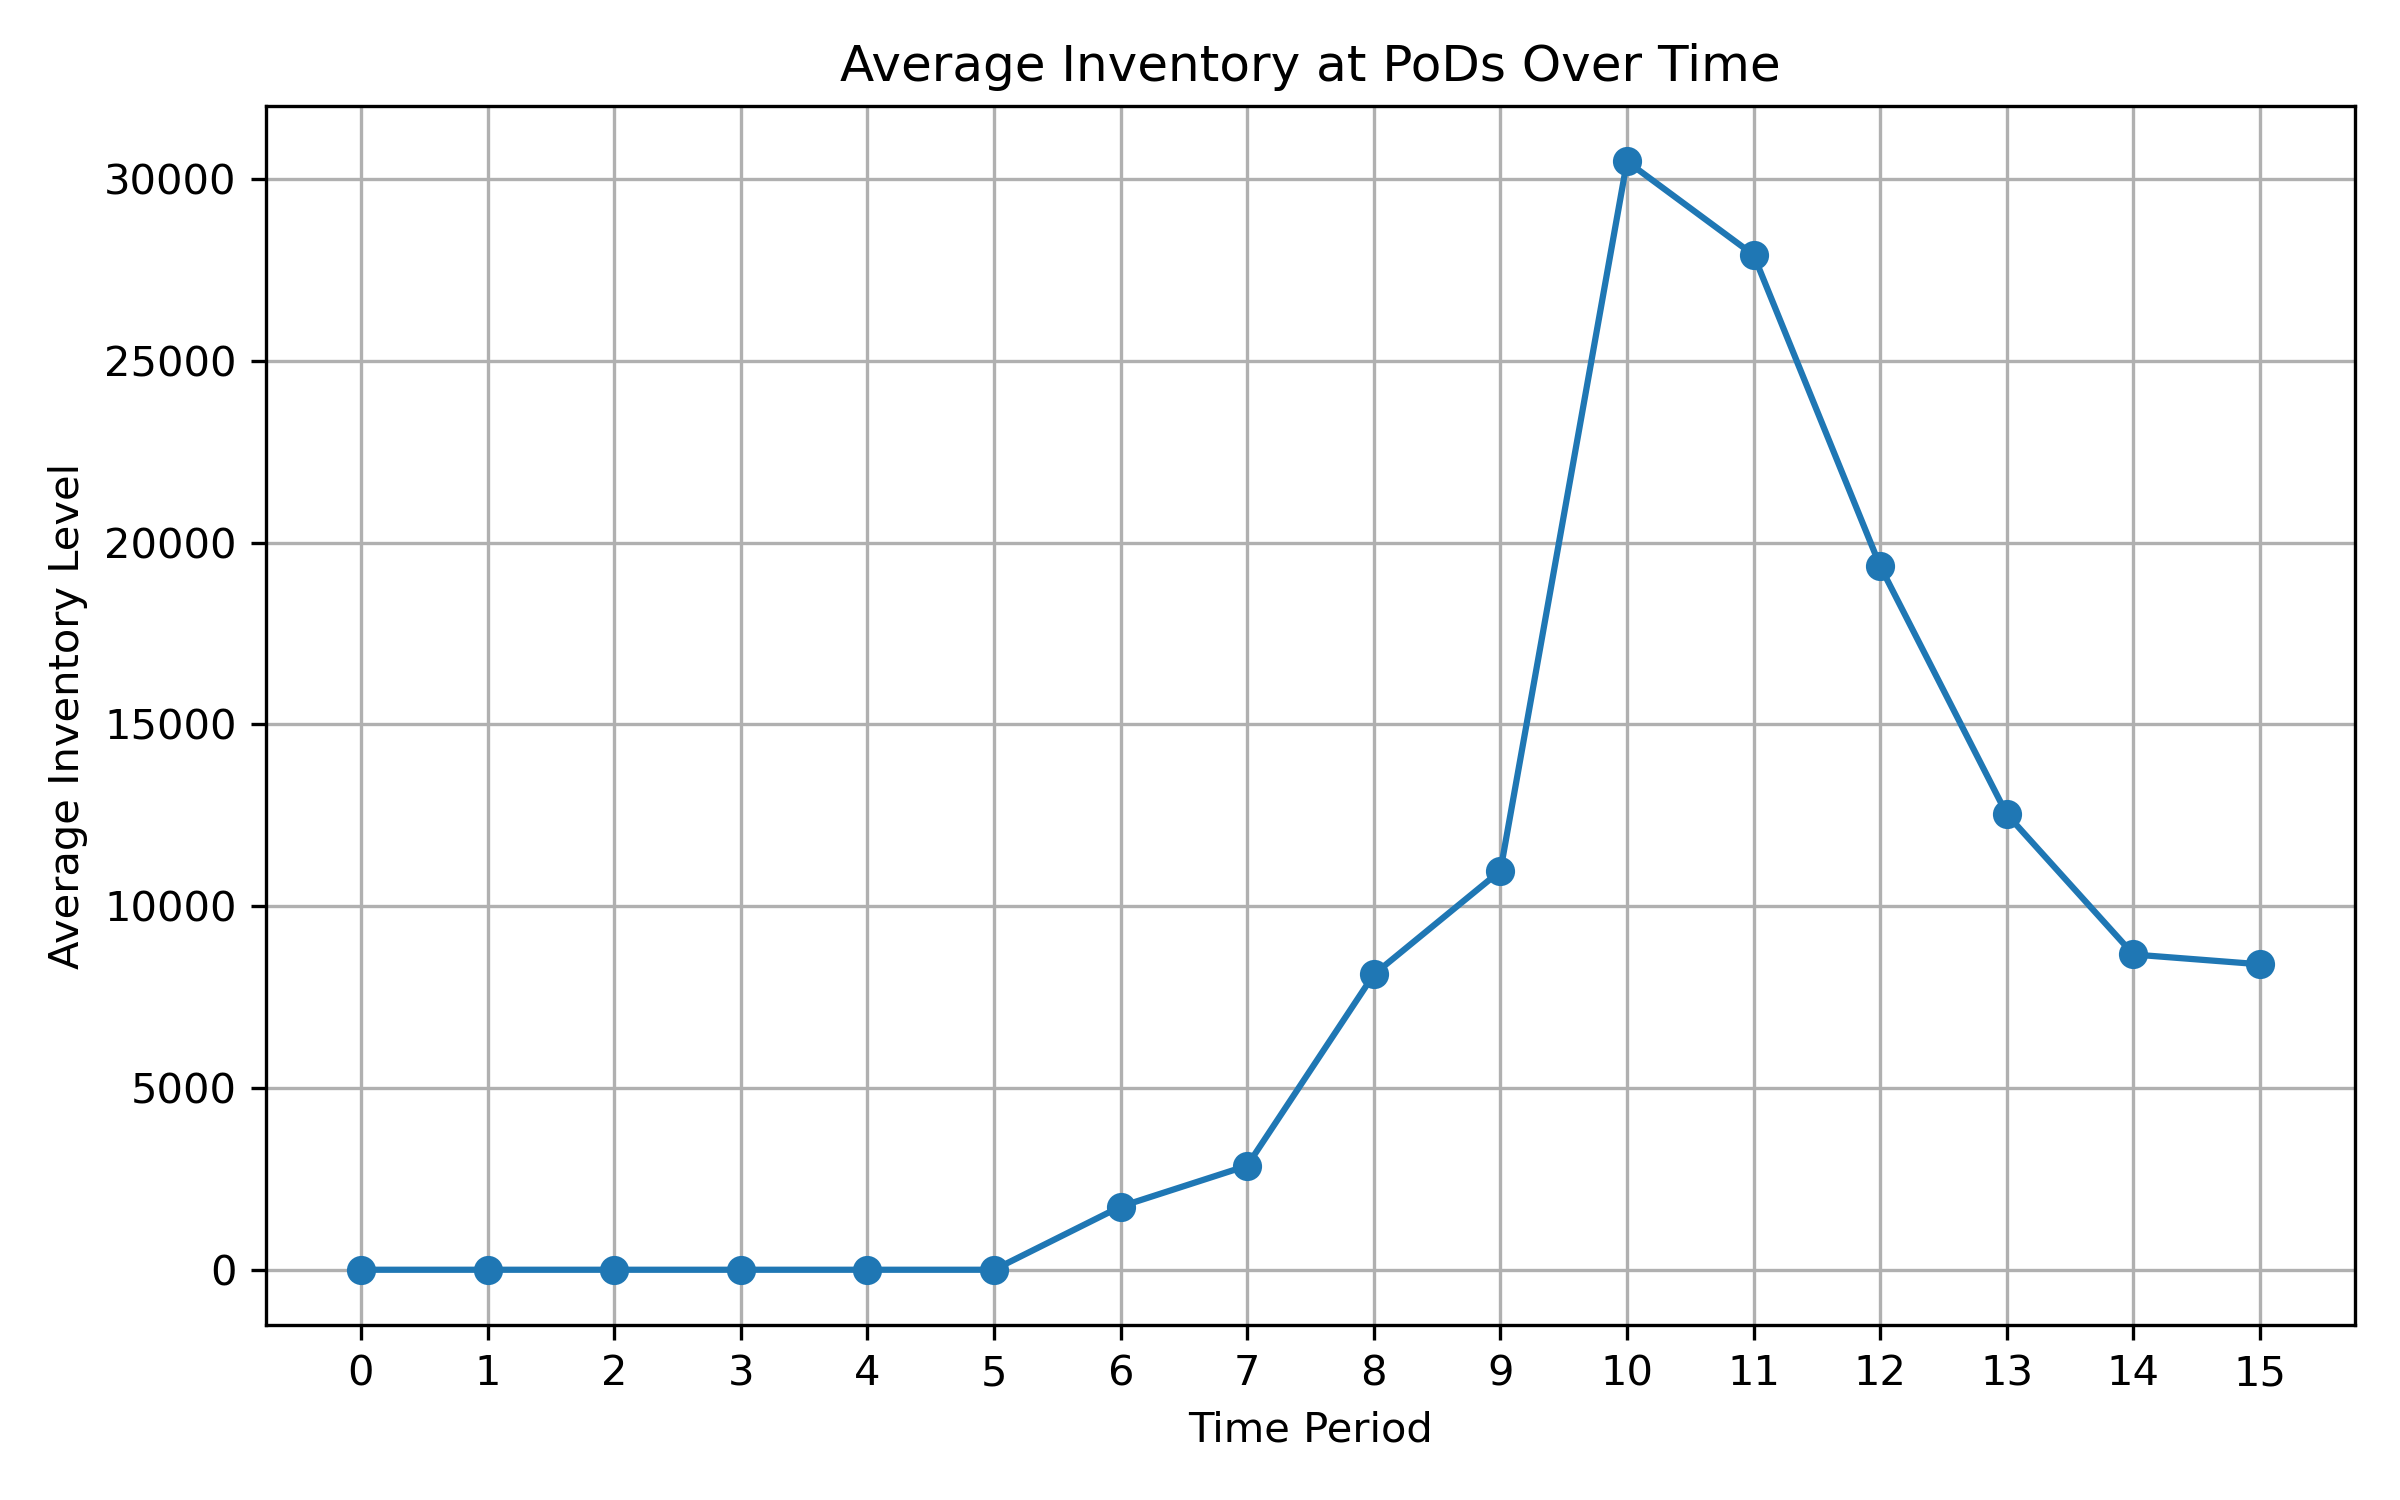 Average Inventory at PoDs Over Time
Average Inventory Level
30000
25000
20000
15000
10000
5000
0
0 1 2 3 4 5 6 7 8 9 10 11 12 13 14 15
Time Period